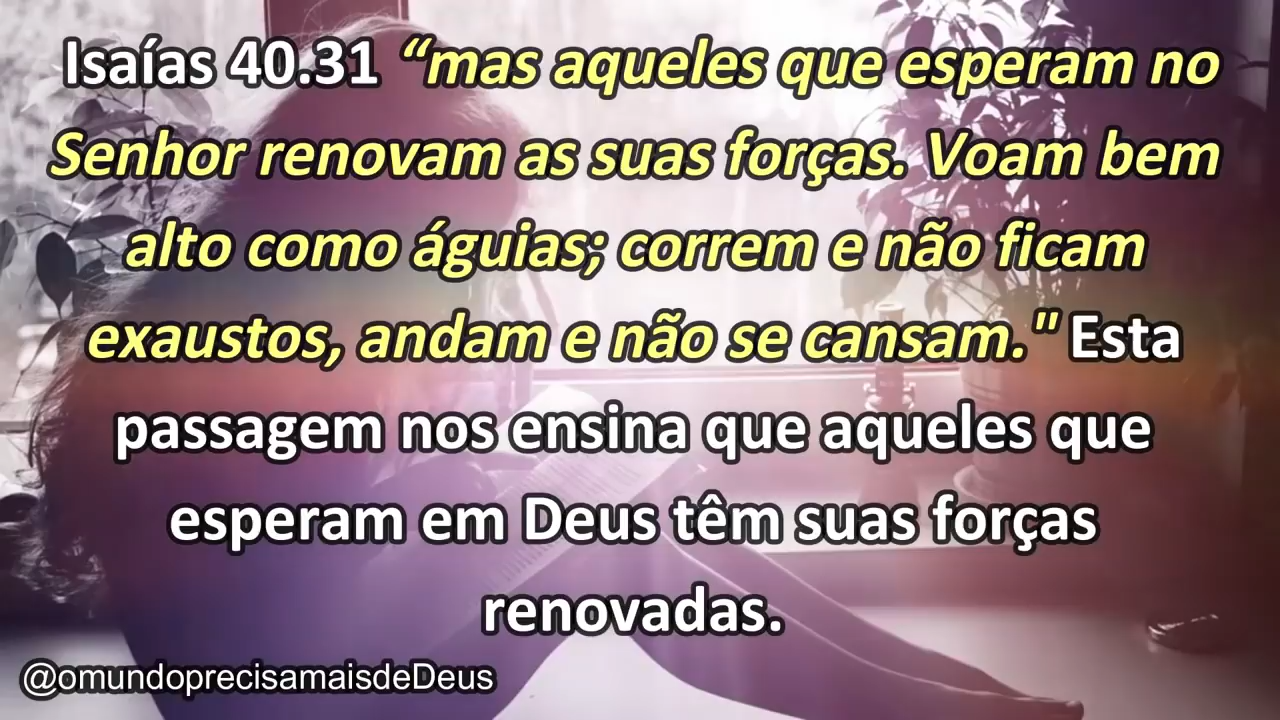 Isaías 40.31 “mas aqueles que esperam no
Senhor renovam as suas forças. Voam bem
alto como águias; correm e não ficam
exaustos, andam e não se cansam." Esta
passagem nos ensina que aqueles que
esperam em Deus têm suas forças
renovadas.
@omundoprecisamaisdeDeus